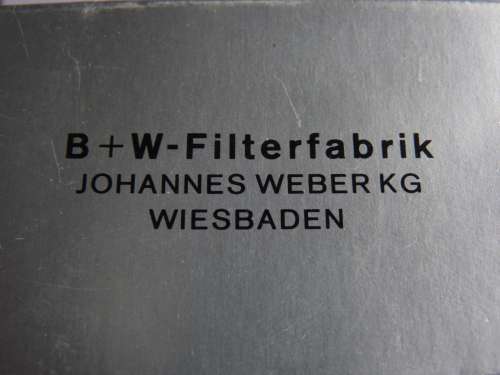 B+W-Filterfabrik
JOHANNES WEBER KG
WIESBADEN